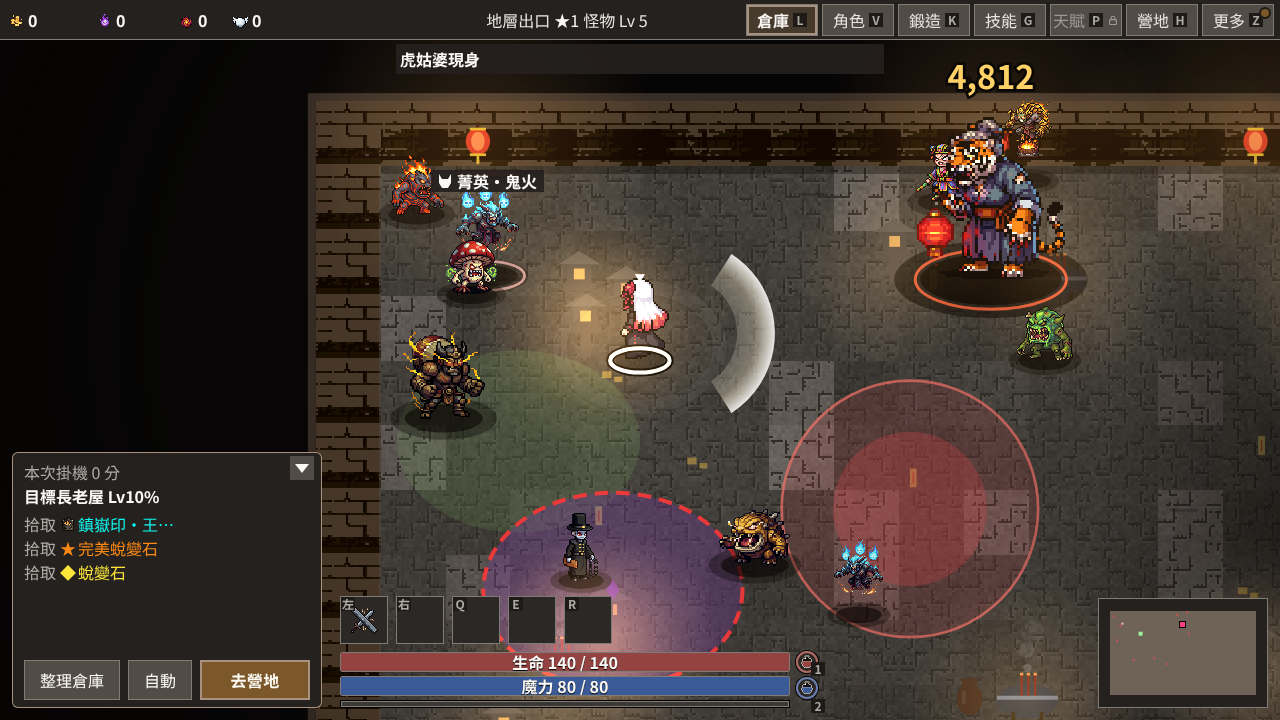 0 0 0 0 地層出口 ★1 怪物 Lv 5 倉庫 L 角色 V 鍛造 K 技能 G 天賦 P 營地 H 更多 Z
虎姑婆現身
4,812
菁英・鬼火
本次掛機 0 分
目標長老屋 Lv10%
拾取 鎮嶽印・王…
拾取 ★完美蛻變石
拾取 ◆蛻變石
整理倉庫 自動 去營地
左 右 Q E R
生命 140 / 140 1
魔力 80 / 80 2